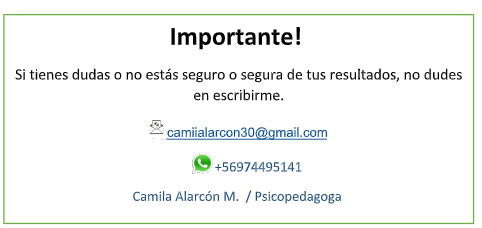 Importante!
Si tienes dudas o no estás seguro o segura de tus resultados, no dudes
en escribirme.
camiialarcon30@gmail.com
+56974495141
Camila Alarcón M. / Psicopedagoga